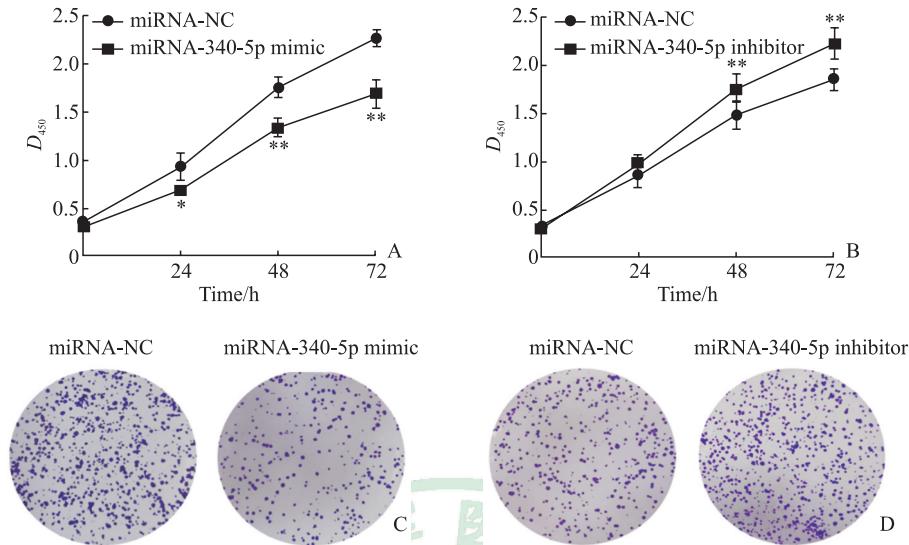 2.5
miRNA-NC
miRNA-340-5p mimic
2.0
**
1.5
D450
**
1.0
*
0.5
0
24
48
72
Time/h
A
2.5
miRNA-NC
**
miRNA-340-5p inhibitor
2.0
**
1.5
D450
1.0
0.5
0
24
48
72
Time/h
B
miRNA-NC
miRNA-340-5p mimic
C
miRNA-NC
miRNA-340-5p inhibitor
D